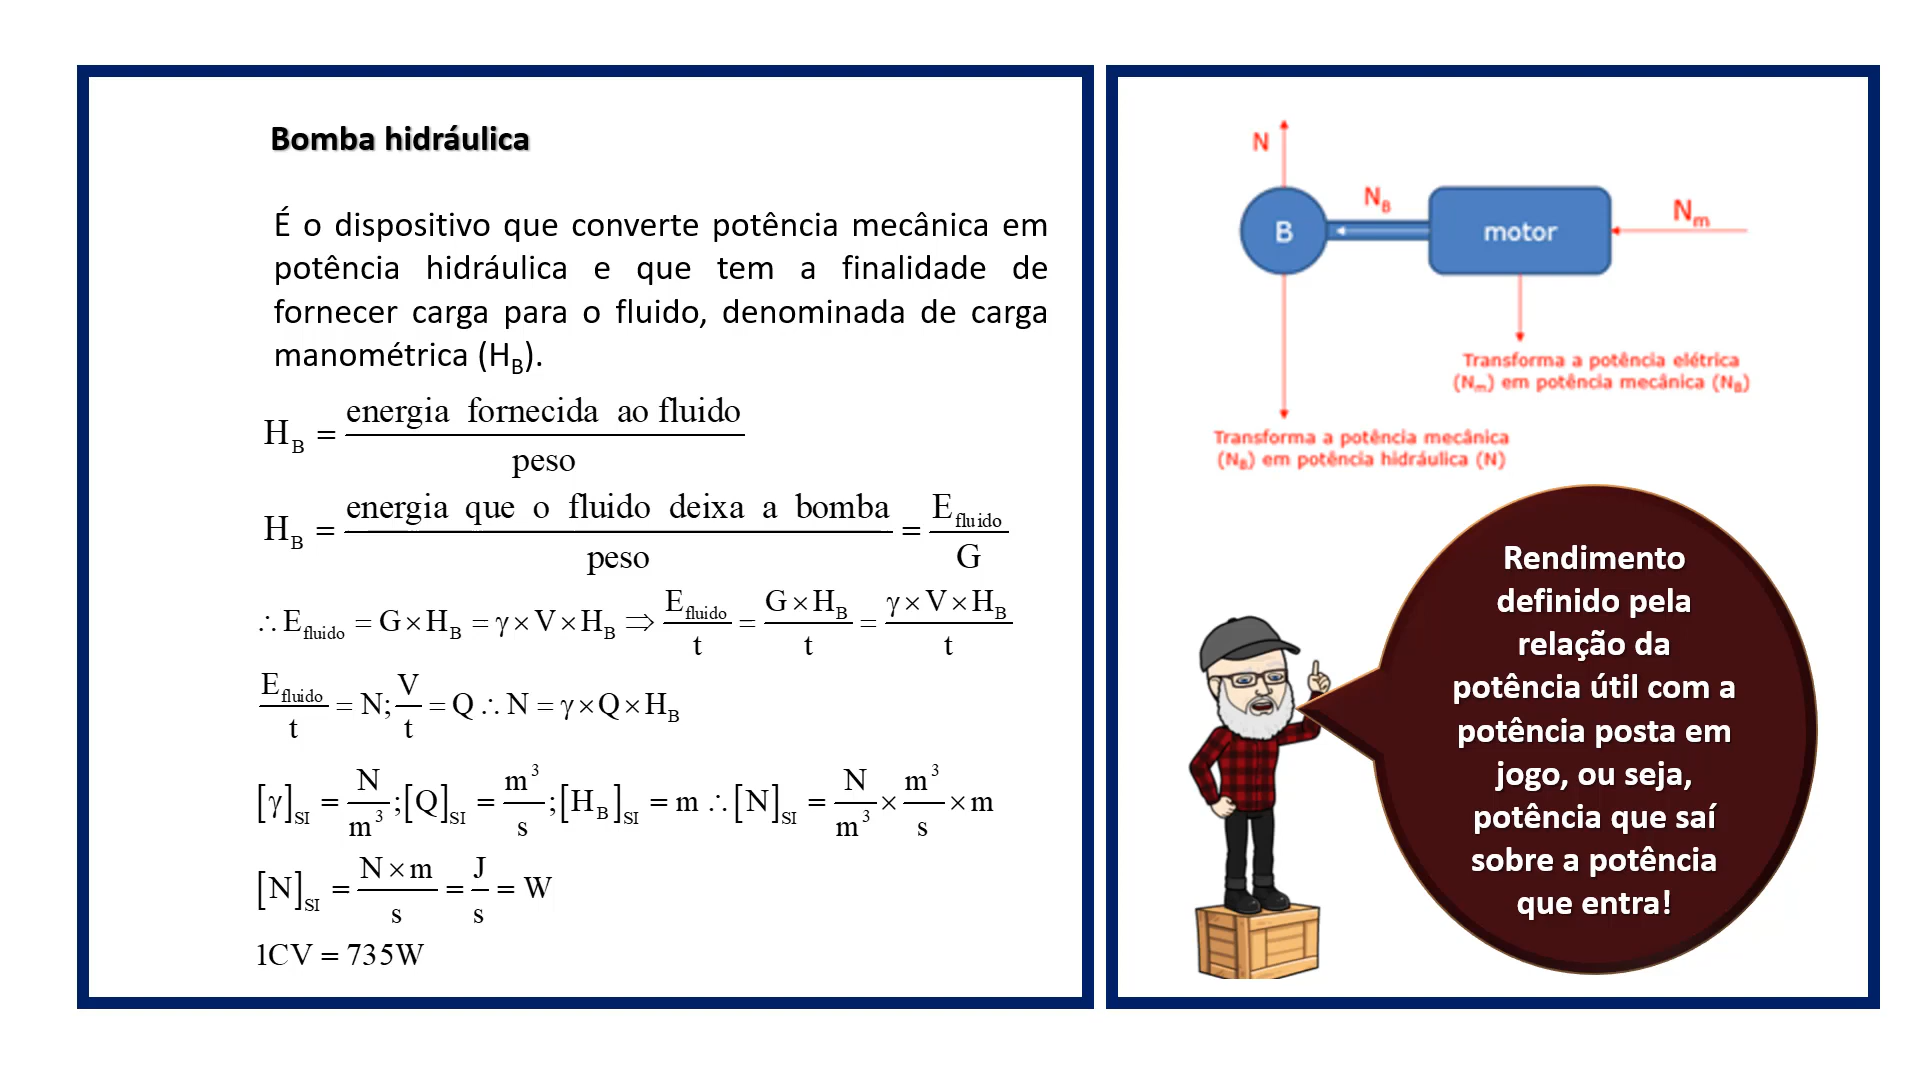 Bomba hidráulica
É o dispositivo que converte potência mecânica em
potência hidráulica e que tem a finalidade de
fornecer carga para o fluido, denominada de carga
manométrica (H_B).
H_B = energia fornecida ao fluido / peso
H_B = energia que o fluido deixa a bomba / peso = E_fluido / G
∴ E_fluido = G × H_B = γ × V × H_B ⇒ E_fluido / t = G × H_B / t = γ × V × H_B / t
E_fluido / t = N; V / t = Q ∴ N = γ × Q × H_B
[γ]_SI = N / m³; [Q]_SI = m³ / s; [H_B]_SI = m ∴ [N]_SI = N / m³ × m³ / s × m
[N]_SI = N × m / s = J / s = W
1CV = 735W
N
N_B
N_m
B
motor
Transforma a potência elétrica
(N_m) em potência mecânica (N_B)
Transforma a potência mecânica
(N_B) em potência hidráulica (N)
Rendimento
definido pela
relação da
potência útil com a
potência posta em
jogo, ou seja,
potência que saí
sobre a potência
que entra!